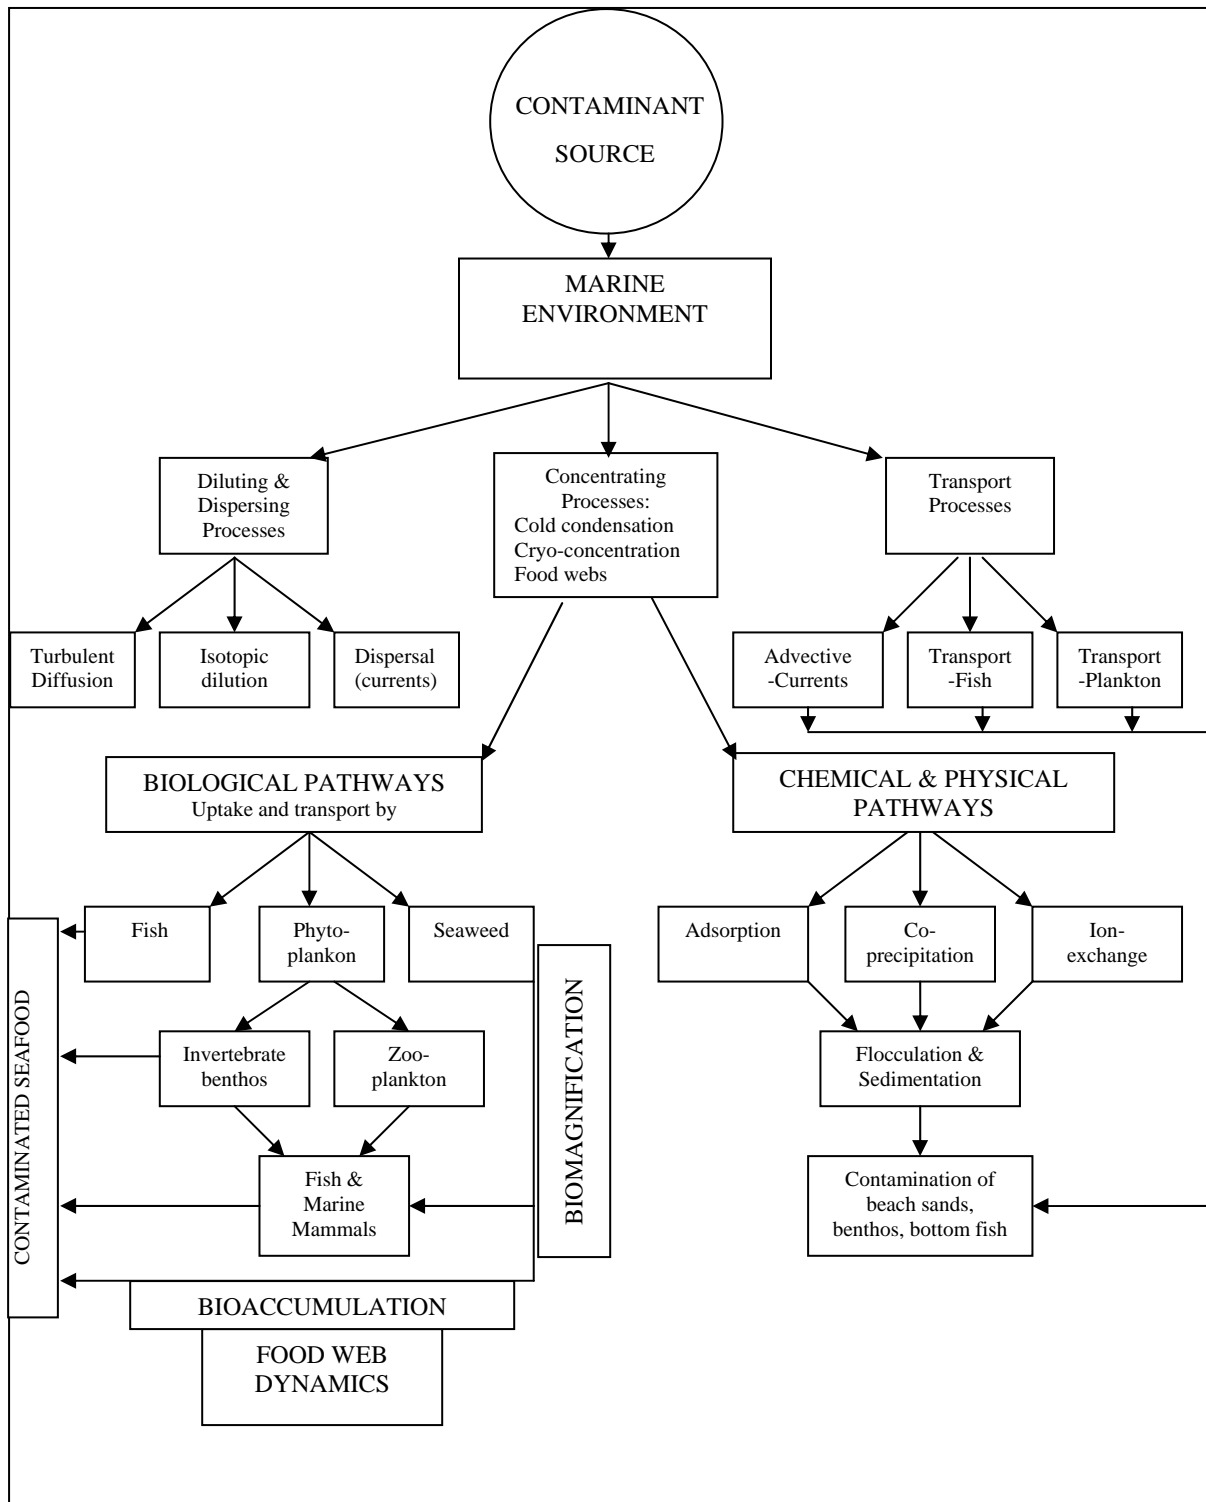 CONTAMINANT
SOURCE
MARINE
ENVIRONMENT
Diluting &
Dispersing
Processes
Concentrating
Processes:
Cold condensation
Cryo-concentration
Food webs
Transport
Processes
Turbulent
Diffusion
Isotopic
dilution
Dispersal
(currents)
Advective
-Currents
Transport
-Fish
Transport
-Plankton
BIOLOGICAL PATHWAYS
Uptake and transport by
CHEMICAL & PHYSICAL
PATHWAYS
Fish
Phyto-
plankon
Seaweed
Adsorption
Co-
precipitation
Ion-
exchange
CONTAMINATED SEAFOOD
BIOMAGNIFICATION
Invertebrate
benthos
Zoo-
plankton
Flocculation &
Sedimentation
Fish &
Marine
Mammals
Contamination of
beach sands,
benthos, bottom fish
BIOACCUMULATION
FOOD WEB
DYNAMICS